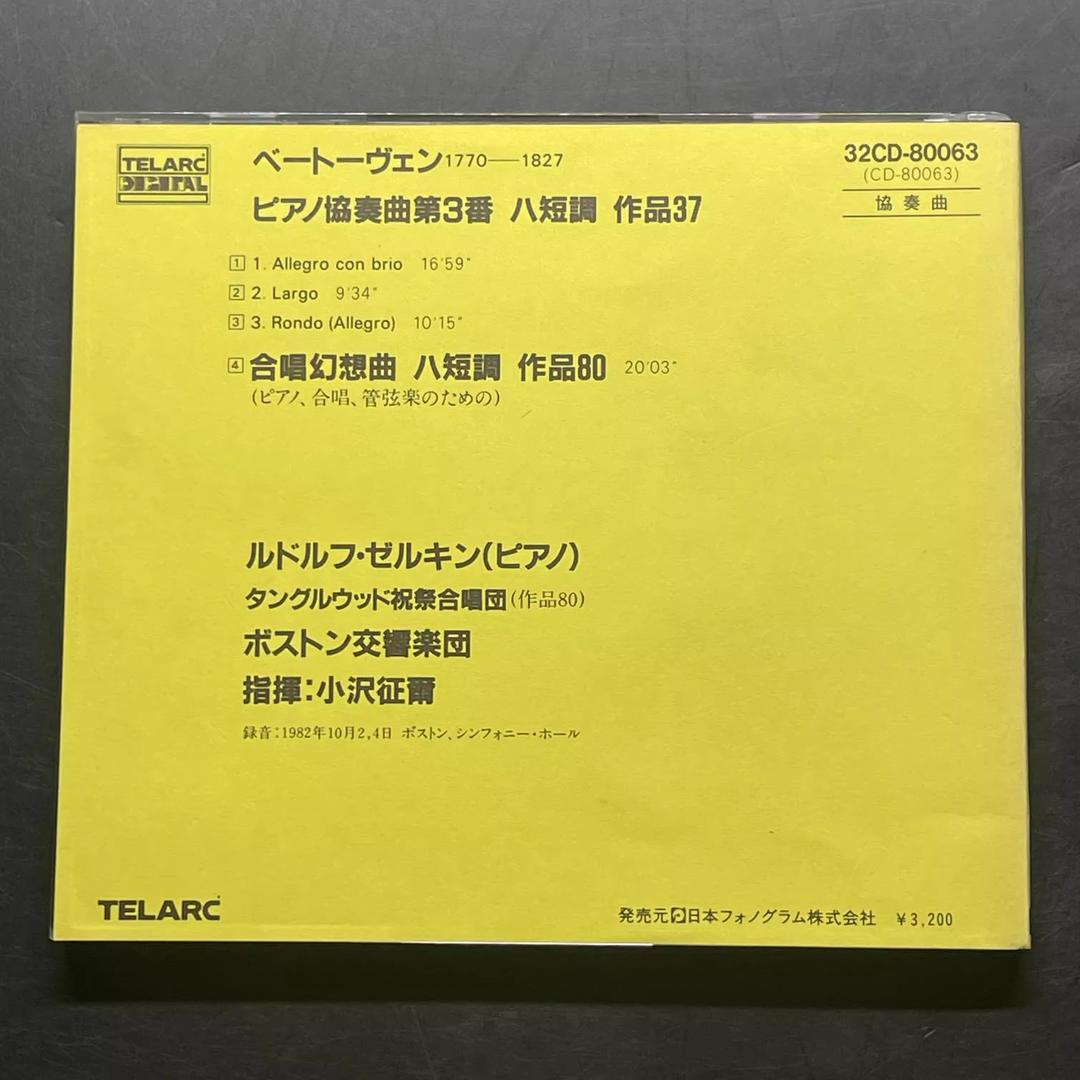 TELARC
DIGITAL
ベートーヴェン1770──1827
32CD-80063
(CD-80063)
協奏曲
ピアノ協奏曲第3番 ハ短調 作品37
1 1. Allegro con brio 16'59"
2 2. Largo 9'34"
3 3. Rondo (Allegro) 10'15"
4 合唱幻想曲 ハ短調 作品80 20'03"
(ピアノ、合唱、管弦楽のための)
ルドルフ・ゼルキン(ピアノ)
タングルウッド祝祭合唱団(作品80)
ボストン交響楽団
指揮：小沢征爾
録音：1982年10月2,4日 ボストン、シンフォニー・ホール
TELARC
発売元 日本フォノグラム株式会社 ¥3,200